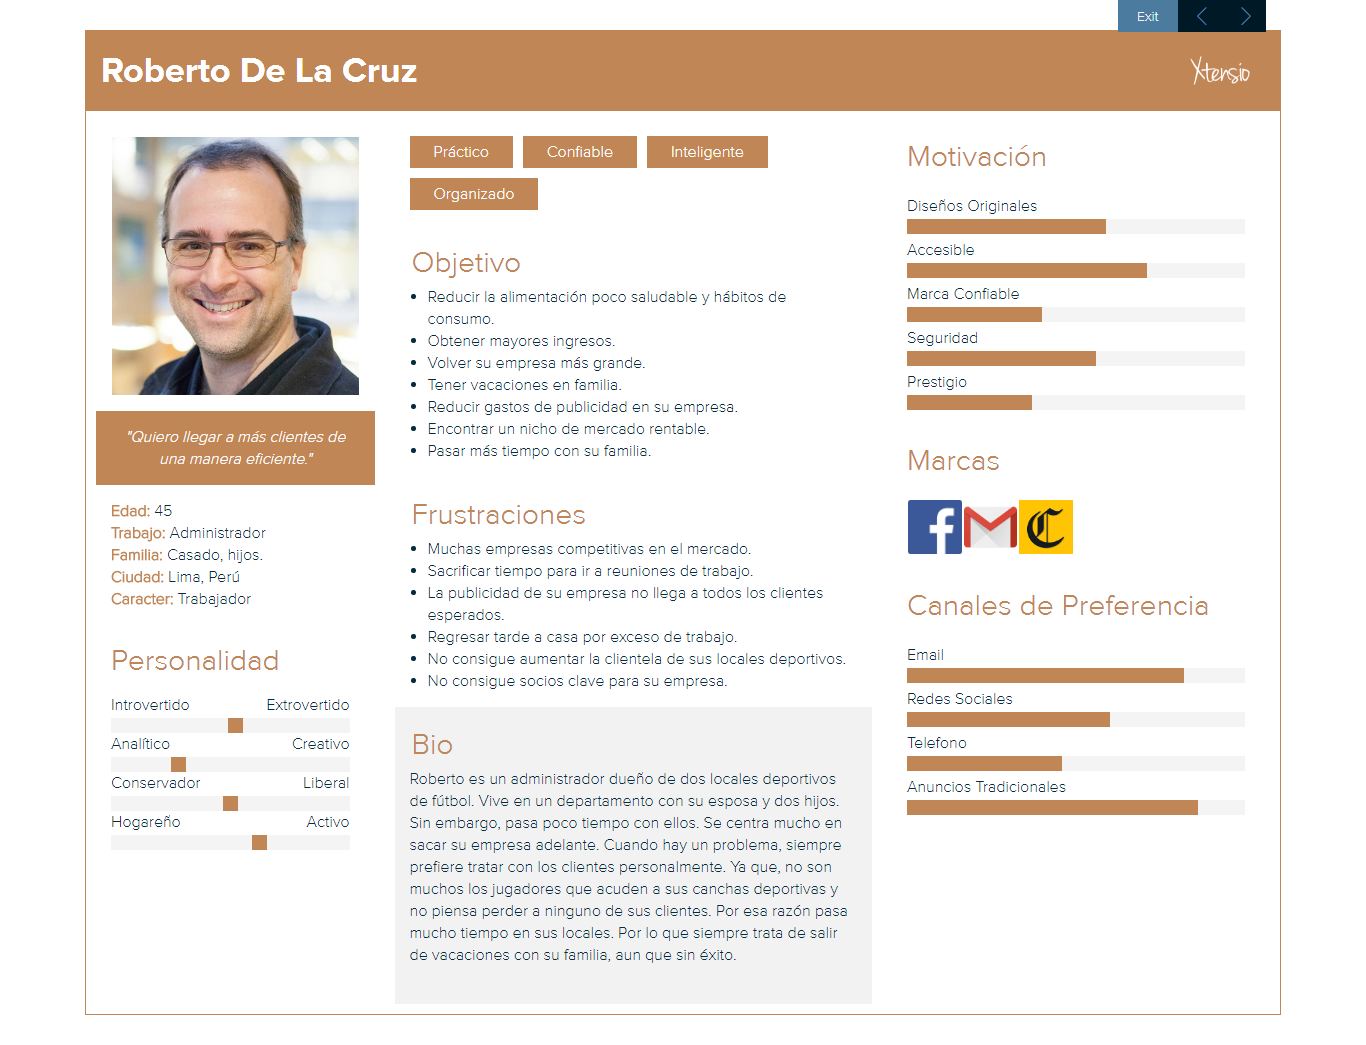 Exit
Roberto De La Cruz
Xtensio
"Quiero llegar a más clientes de
una manera eficiente."
Edad: 45
Trabajo: Administrador
Familia: Casado, hijos.
Ciudad: Lima, Perú
Caracter: Trabajador
Personalidad
Introvertido Extrovertido
Analítico Creativo
Conservador Liberal
Hogareño Activo
Práctico Confiable Inteligente
Organizado
Objetivo
• Reducir la alimentación poco saludable y hábitos de
consumo.
• Obtener mayores ingresos.
• Volver su empresa más grande.
• Tener vacaciones en familia.
• Reducir gastos de publicidad en su empresa.
• Encontrar un nicho de mercado rentable.
• Pasar más tiempo con su familia.
Frustraciones
• Muchas empresas competitivas en el mercado.
• Sacrificar tiempo para ir a reuniones de trabajo.
• La publicidad de su empresa no llega a todos los clientes
esperados.
• Regresar tarde a casa por exceso de trabajo.
• No consigue aumentar la clientela de sus locales deportivos.
• No consigue socios clave para su empresa.
Bio
Roberto es un administrador dueño de dos locales deportivos
de fútbol. Vive en un departamento con su esposa y dos hijos.
Sin embargo, pasa poco tiempo con ellos. Se centra mucho en
sacar su empresa adelante. Cuando hay un problema, siempre
prefiere tratar con los clientes personalmente. Ya que, no son
muchos los jugadores que acuden a sus canchas deportivas y
no piensa perder a ninguno de sus clientes. Por esa razón pasa
mucho tiempo en sus locales. Por lo que siempre trata de salir
de vacaciones con su familia, aun que sin éxito.
Motivación
Diseños Originales
Accesible
Marca Confiable
Seguridad
Prestigio
Marcas
f M C
Canales de Preferencia
Email
Redes Sociales
Telefono
Anuncios Tradicionales